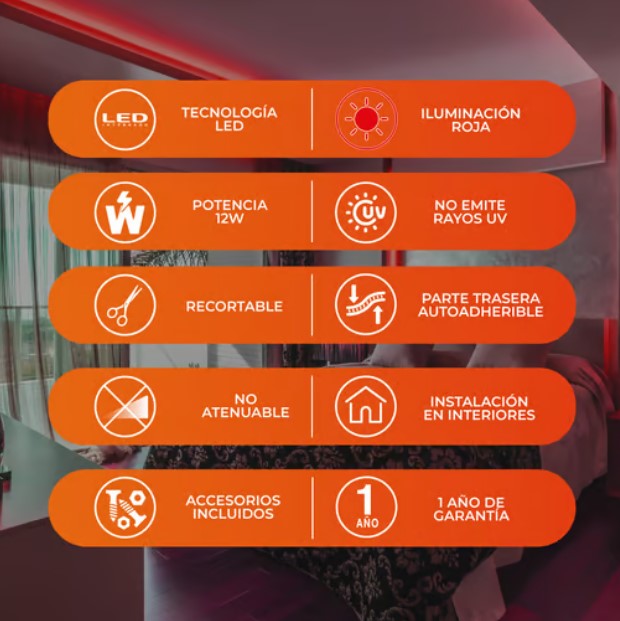 LED
TECNOLOGÍA
LED
ILUMINACIÓN
ROJA
W
POTENCIA
12W
UV
NO EMITE
RAYOS UV
RECORTABLE
PARTE TRASERA
AUTOADHERIBLE
NO
ATENUABLE
INSTALACIÓN
EN INTERIORES
ACCESORIOS
INCLUIDOS
1
AÑO
1 AÑO DE
GARANTÍA